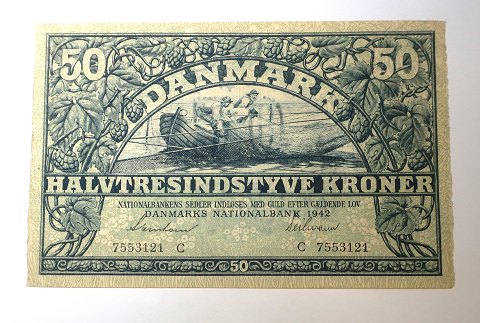 50 50
DANMARK
HALVTRESINDSTYVE KRONER
NATIONALBANKENS SEDLER INDLØSES MED GULD EFTER GÆLDENDE LOV
DANMARKS NATIONALBANK 1942
7553121 C C 7553121
50